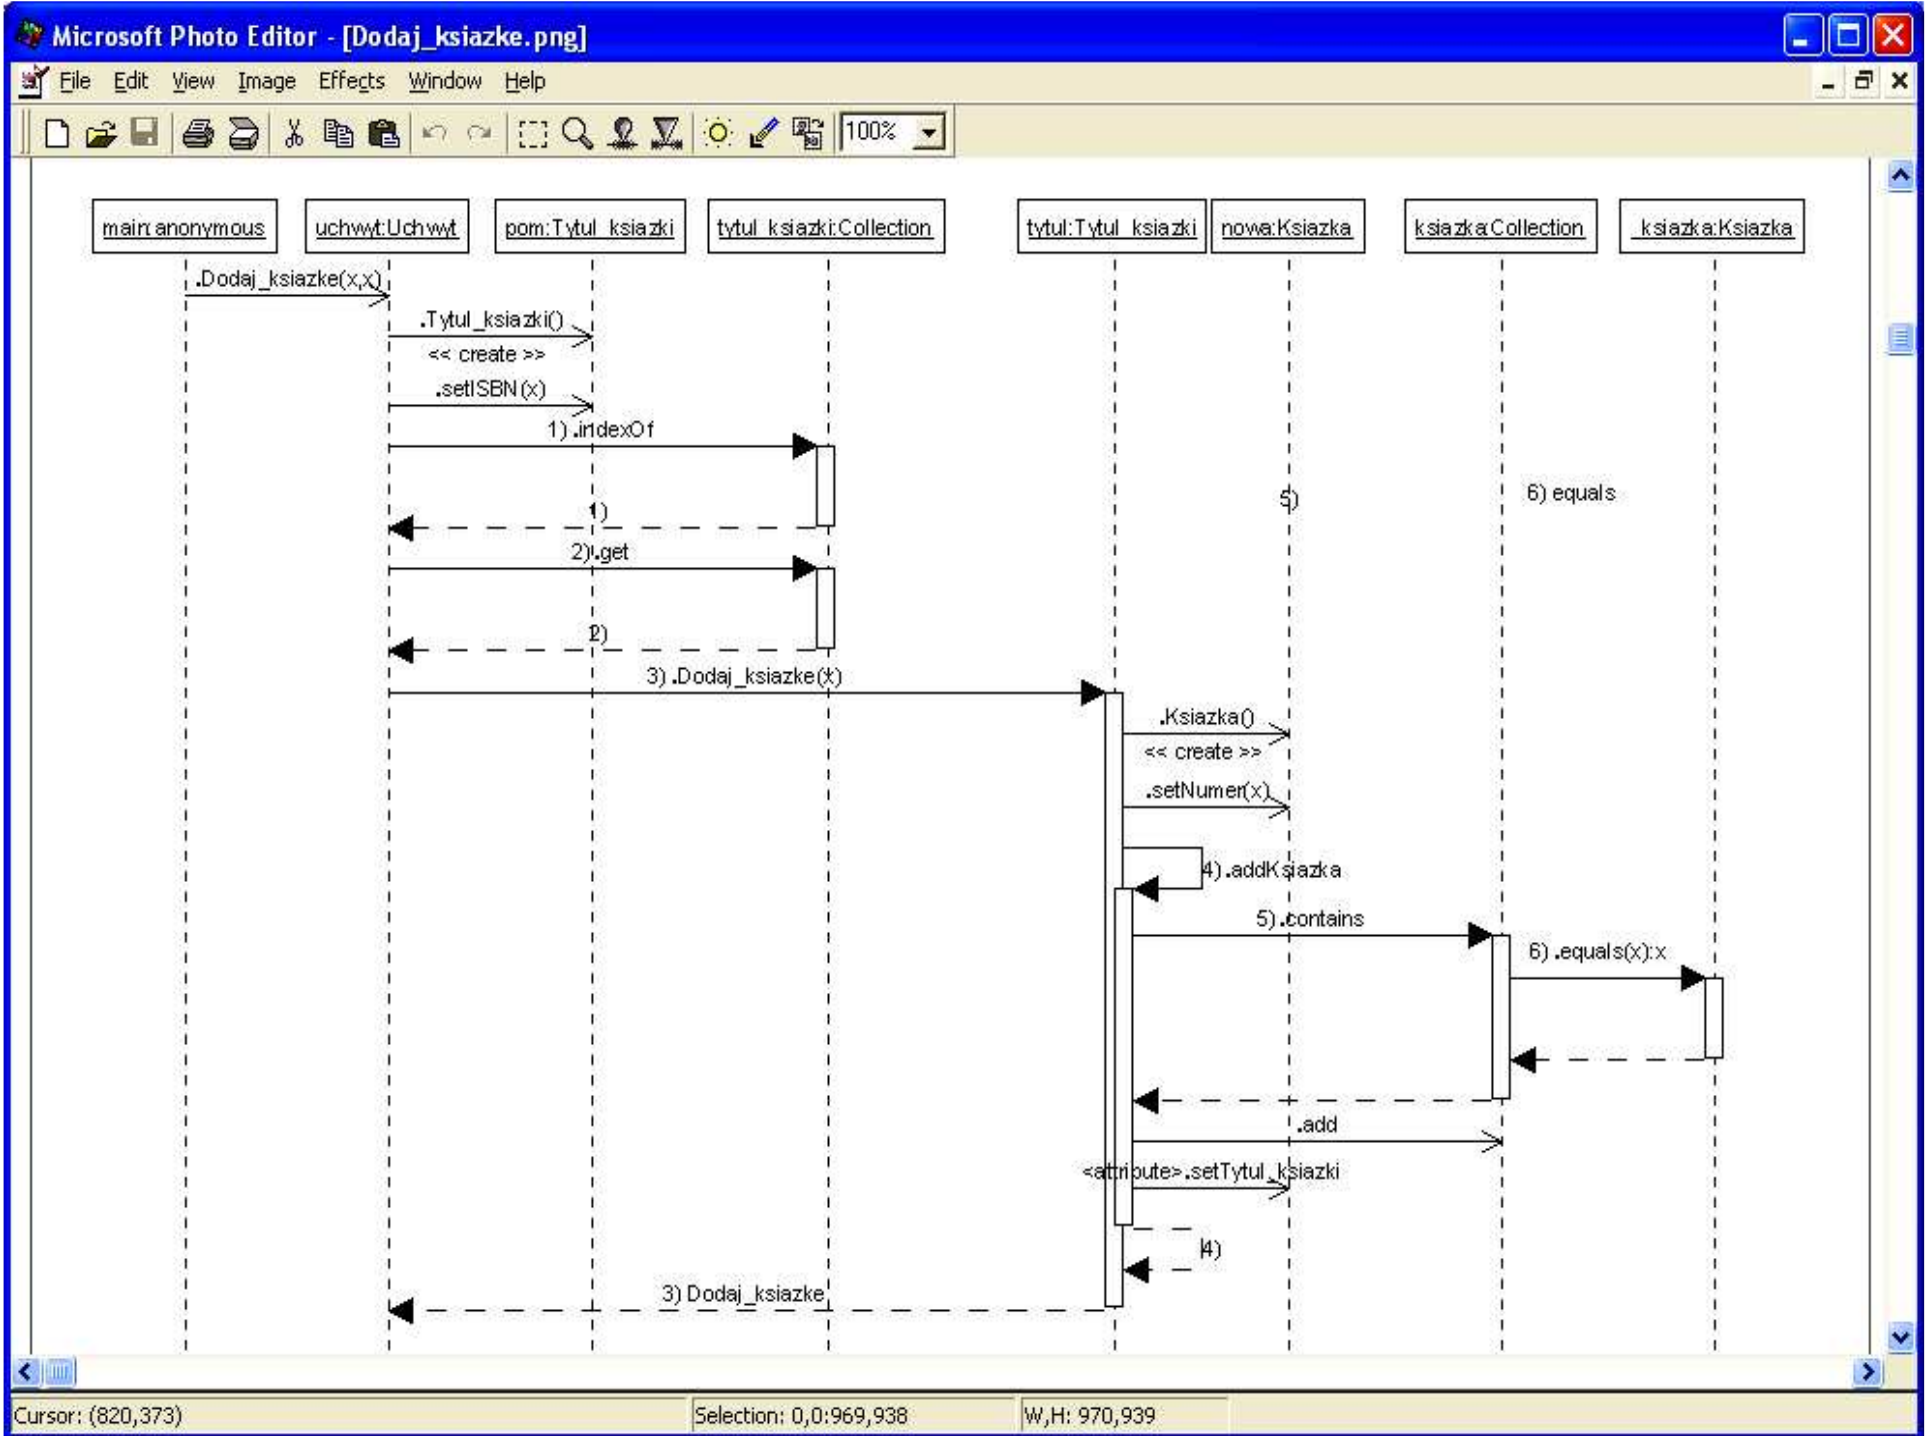 Microsoft Photo Editor - [Dodaj_ksiazke.png]
File Edit View Image Effects Window Help
100%
main:anonymous uchwyt:Uchwyt pom:Tytul_ksiazki tytul_ksiazki:Collection tytul:Tytul_ksiazki nowa:Ksiazka ksiazka:Collection _ksiazka:Ksiazka
.Dodaj_ksiazke(x,x)
.Tytul_ksiazki()
<< create >>
.setISBN(x)
1) .indexOf
5) 6) equals
1)
2) .get
2)
3) .Dodaj_ksiazke(x)
.Ksiazka()
<< create >>
.setNumer(x)
4) .addKsiazka
5) .contains
6) .equals(x):x
.add
<attribute>.setTytul_ksiazki
4)
3) Dodaj_ksiazke
Cursor: (820,373) Selection: 0,0:969,938 W,H: 970,939